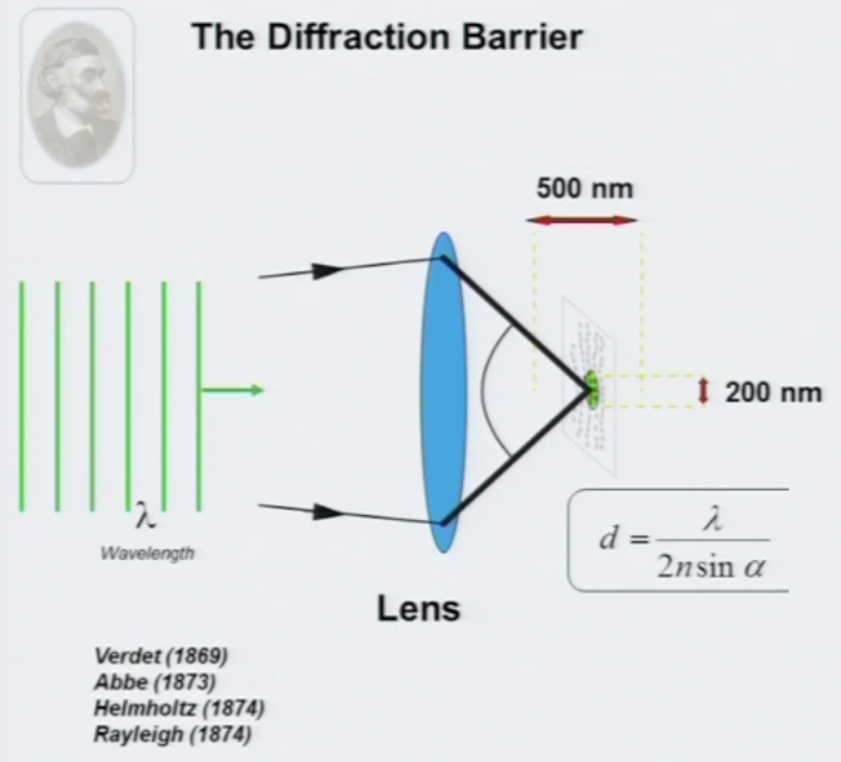 The Diffraction Barrier
500 nm
200 nm
λ
Wavelength
d = λ / 2n sin α
Lens
Verdet (1869)
Abbe (1873)
Helmholtz (1874)
Rayleigh (1874)